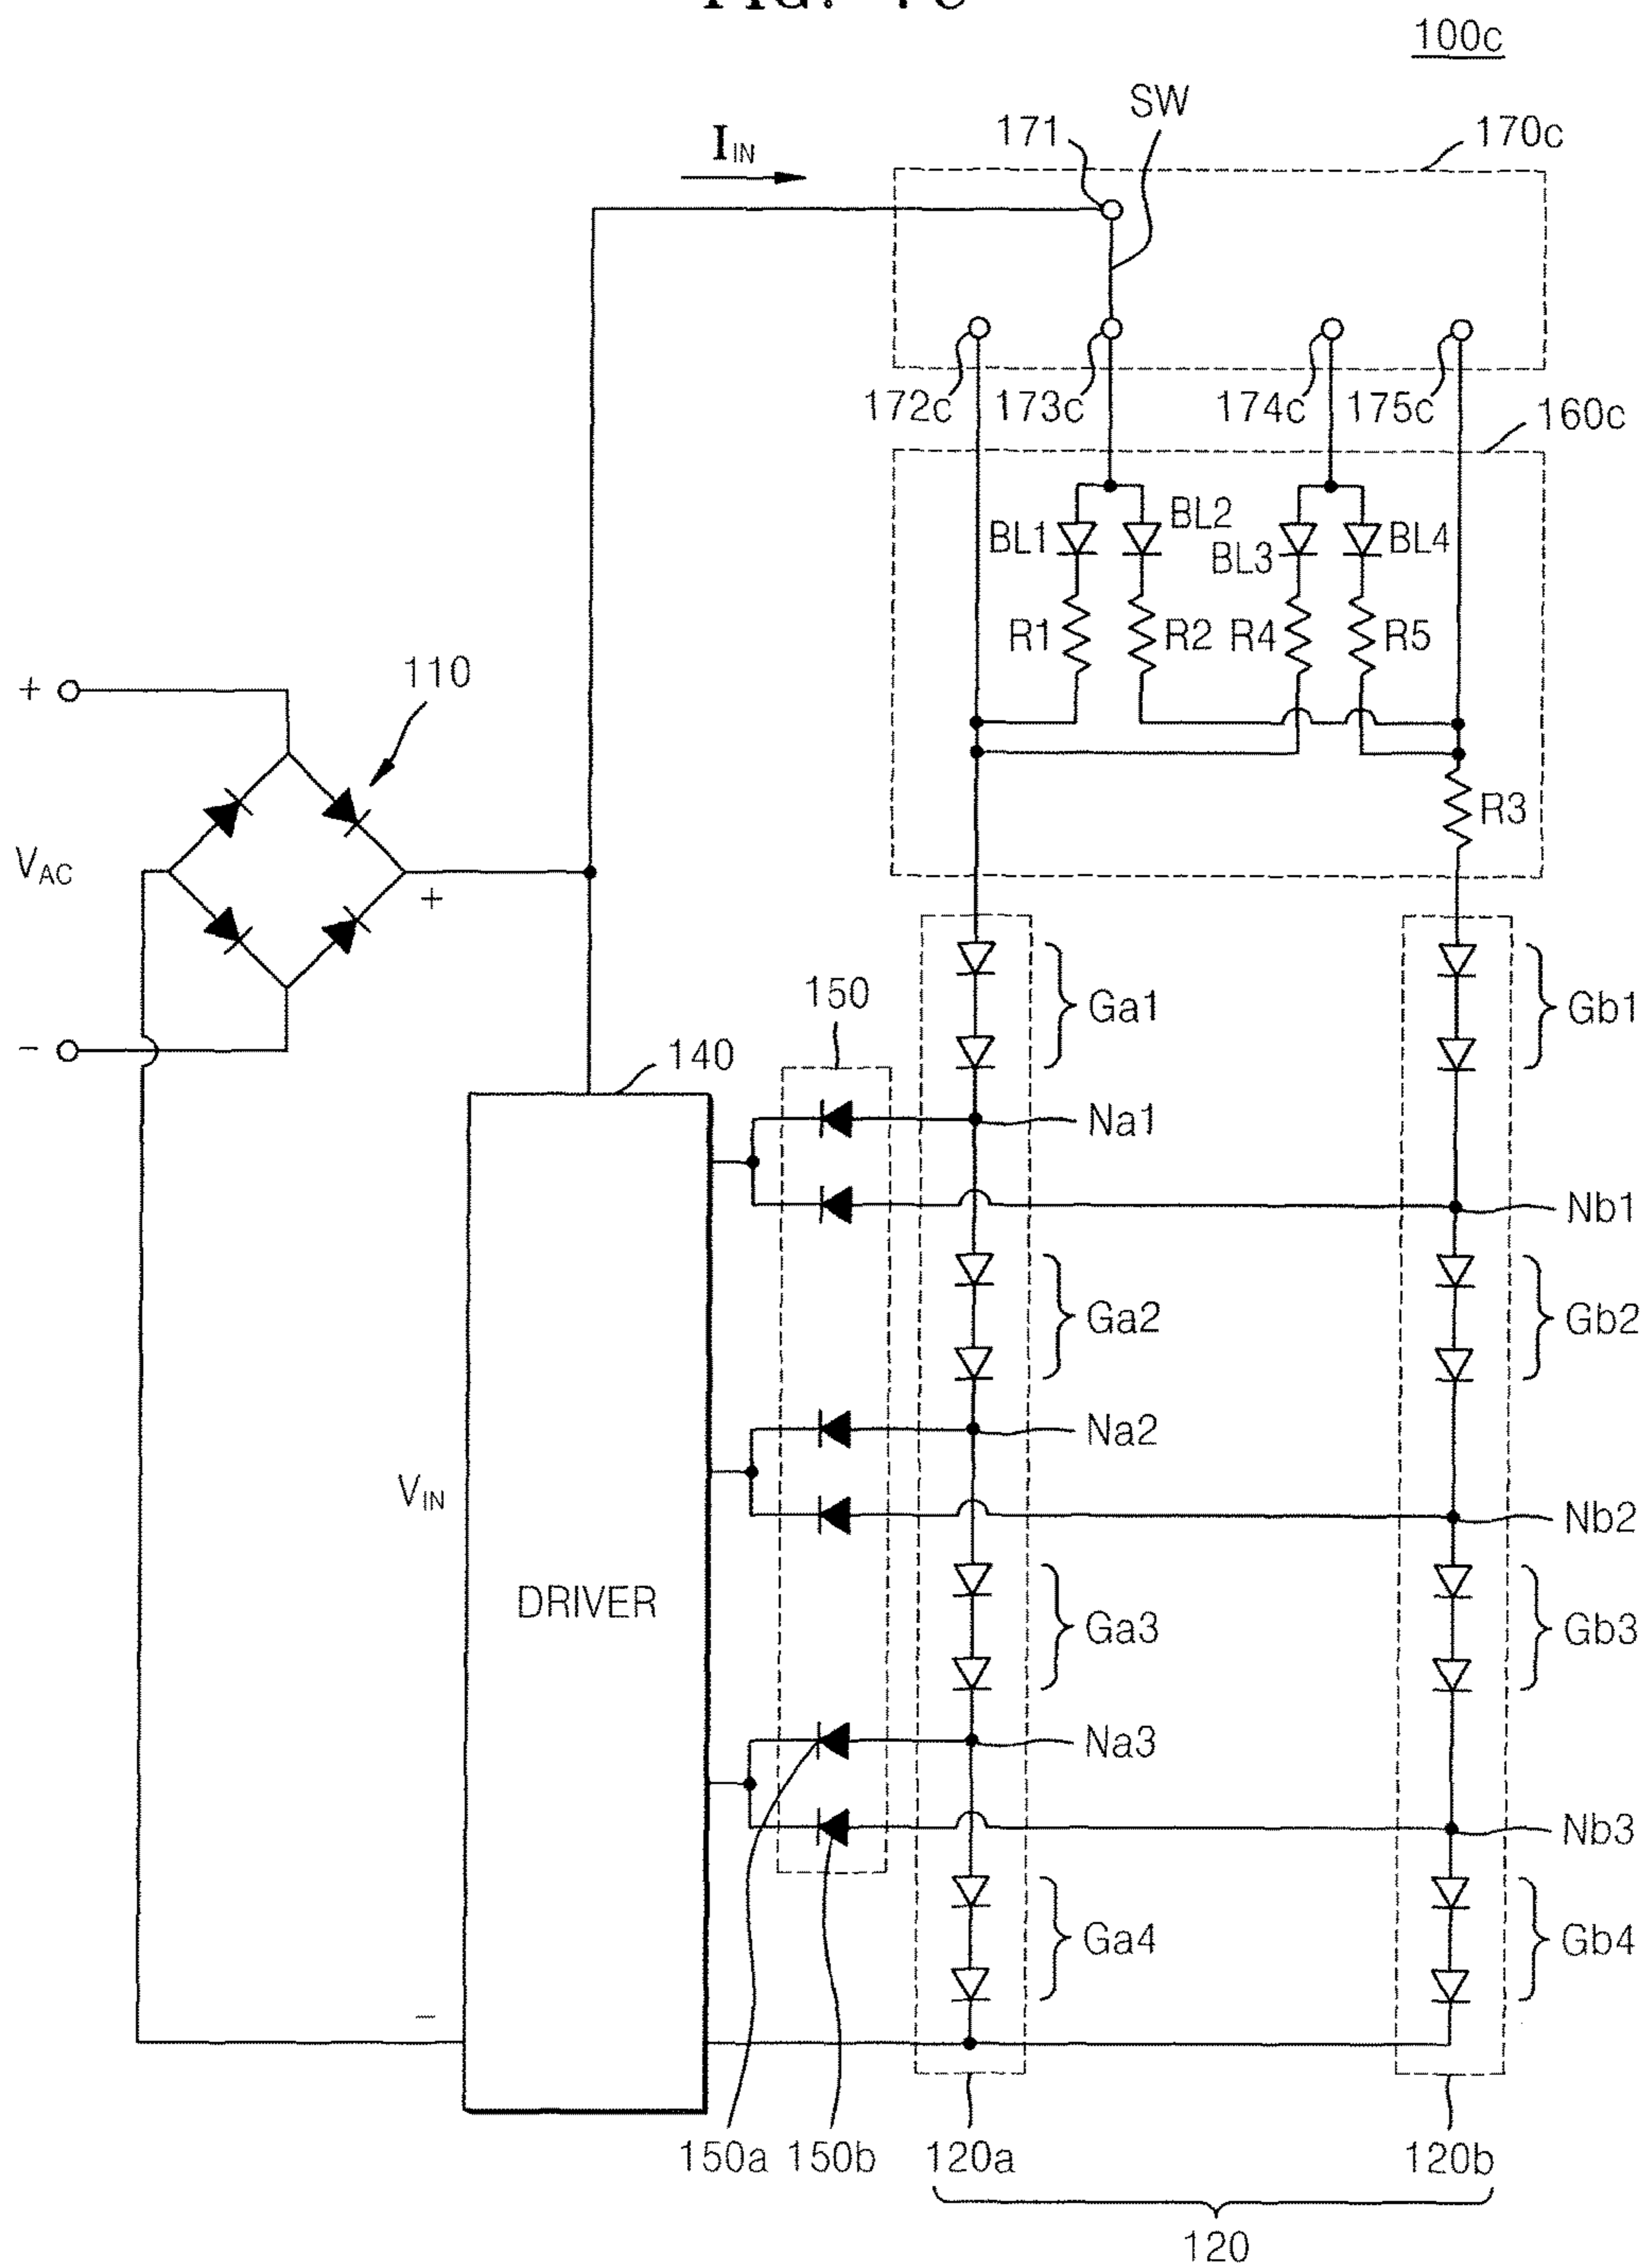 100c
SW
171
170c
IIN
172c
173c
174c
175c
160c
BL1
BL2
BL3
BL4
R1
R2
R4
R5
R3
+
110
VAC
+
-
150
140
Ga1
Gb1
Na1
Nb1
Ga2
Gb2
Na2
VIN
Nb2
DRIVER
Ga3
Gb3
Na3
Nb3
Ga4
Gb4
-
150a
150b
120a
120b
120